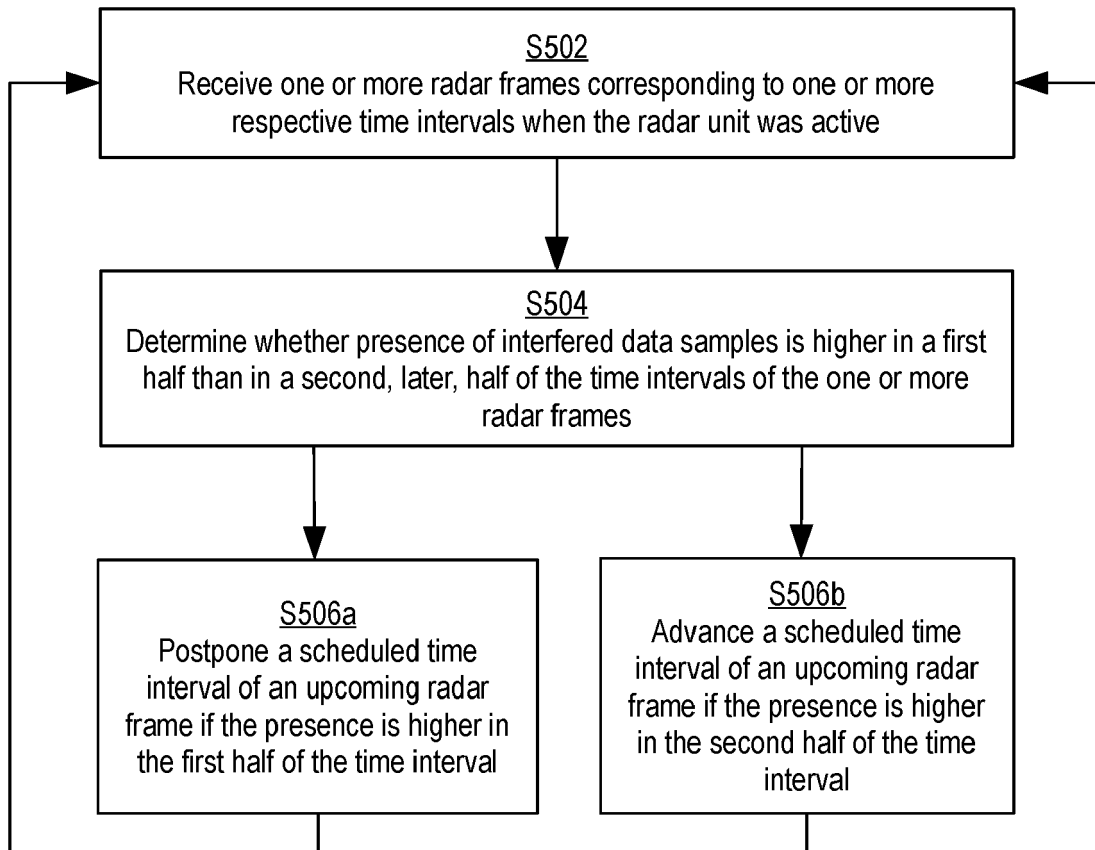 S502
Receive one or more radar frames corresponding to one or more
respective time intervals when the radar unit was active
S504
Determine whether presence of interfered data samples is higher in a first
half than in a second, later, half of the time intervals of the one or more
radar frames
S506a
Postpone a scheduled time
interval of an upcoming radar
frame if the presence is higher in
the first half of the time interval
S506b
Advance a scheduled time
interval of an upcoming radar
frame if the presence is higher
in the second half of the time
interval